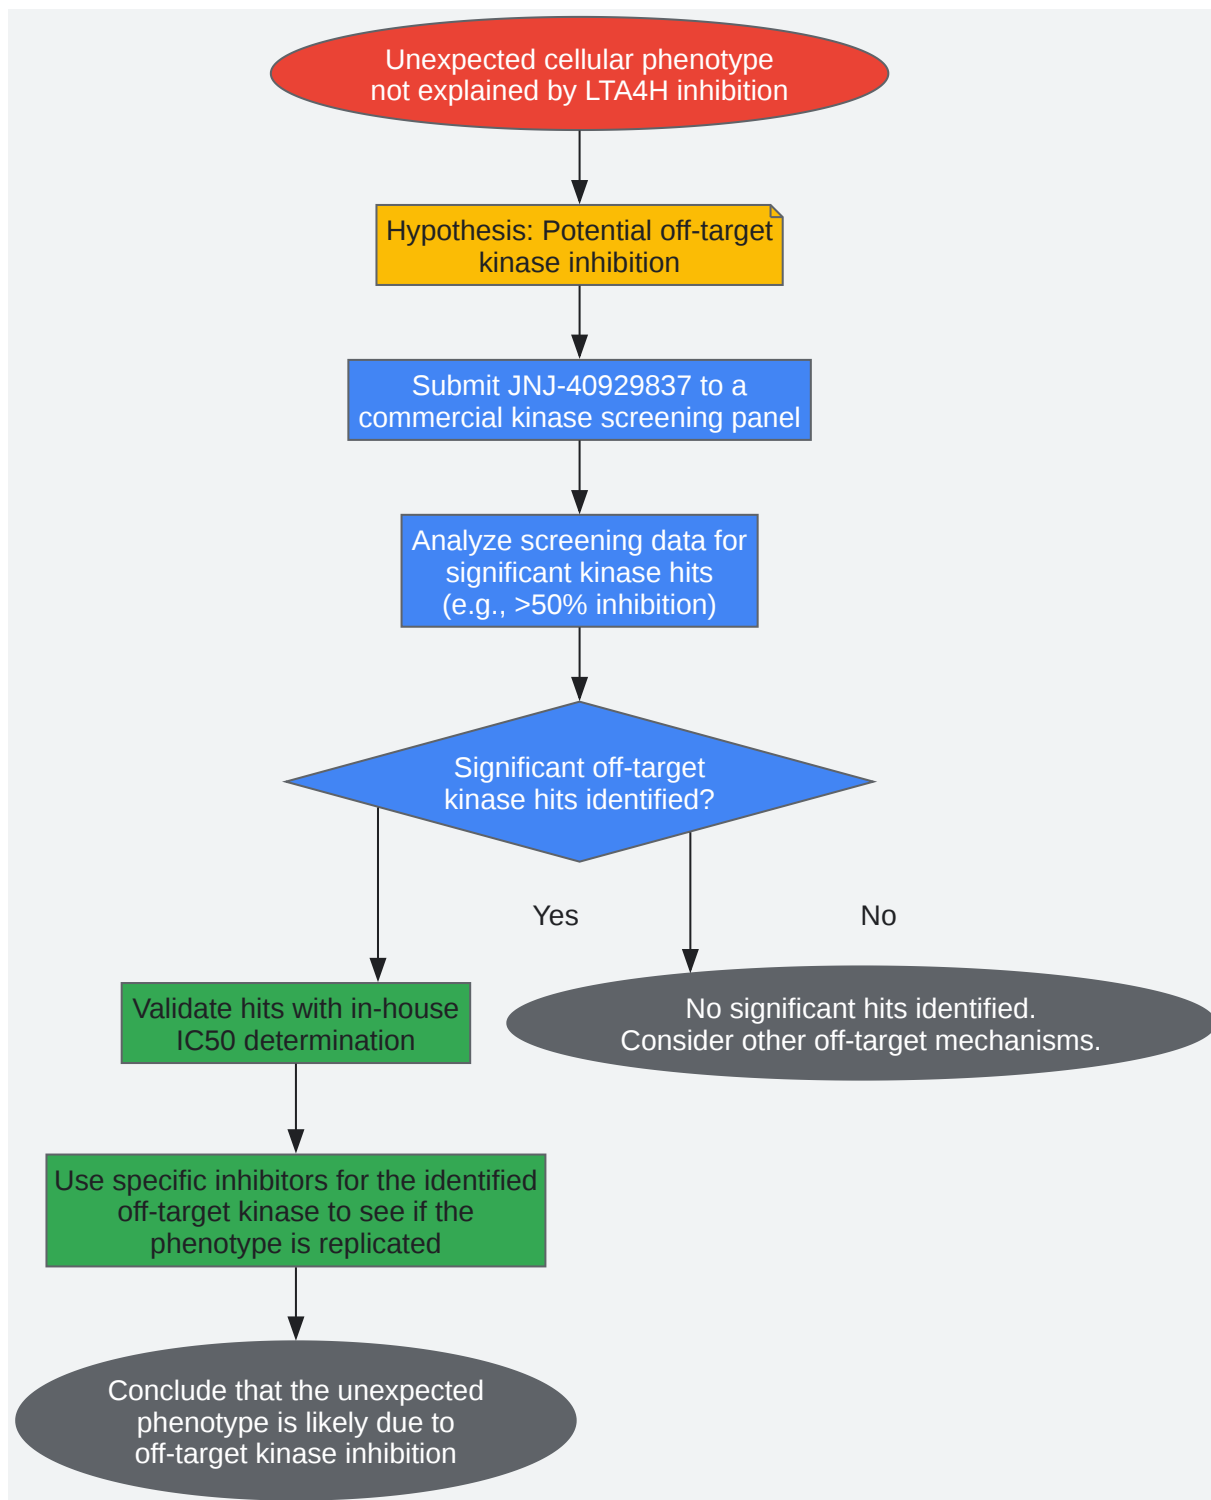 Unexpected cellular phenotype
not explained by LTA4H inhibition
Hypothesis: Potential off-target
kinase inhibition
Submit JNJ-40929837 to a
commercial kinase screening panel
Analyze screening data for
significant kinase hits
(e.g., >50% inhibition)
Significant off-target
kinase hits identified?
Yes
No
Validate hits with in-house
IC50 determination
No significant hits identified.
Consider other off-target mechanisms.
Use specific inhibitors for the identified
off-target kinase to see if the
phenotype is replicated
Conclude that the unexpected
phenotype is likely due to
off-target kinase inhibition